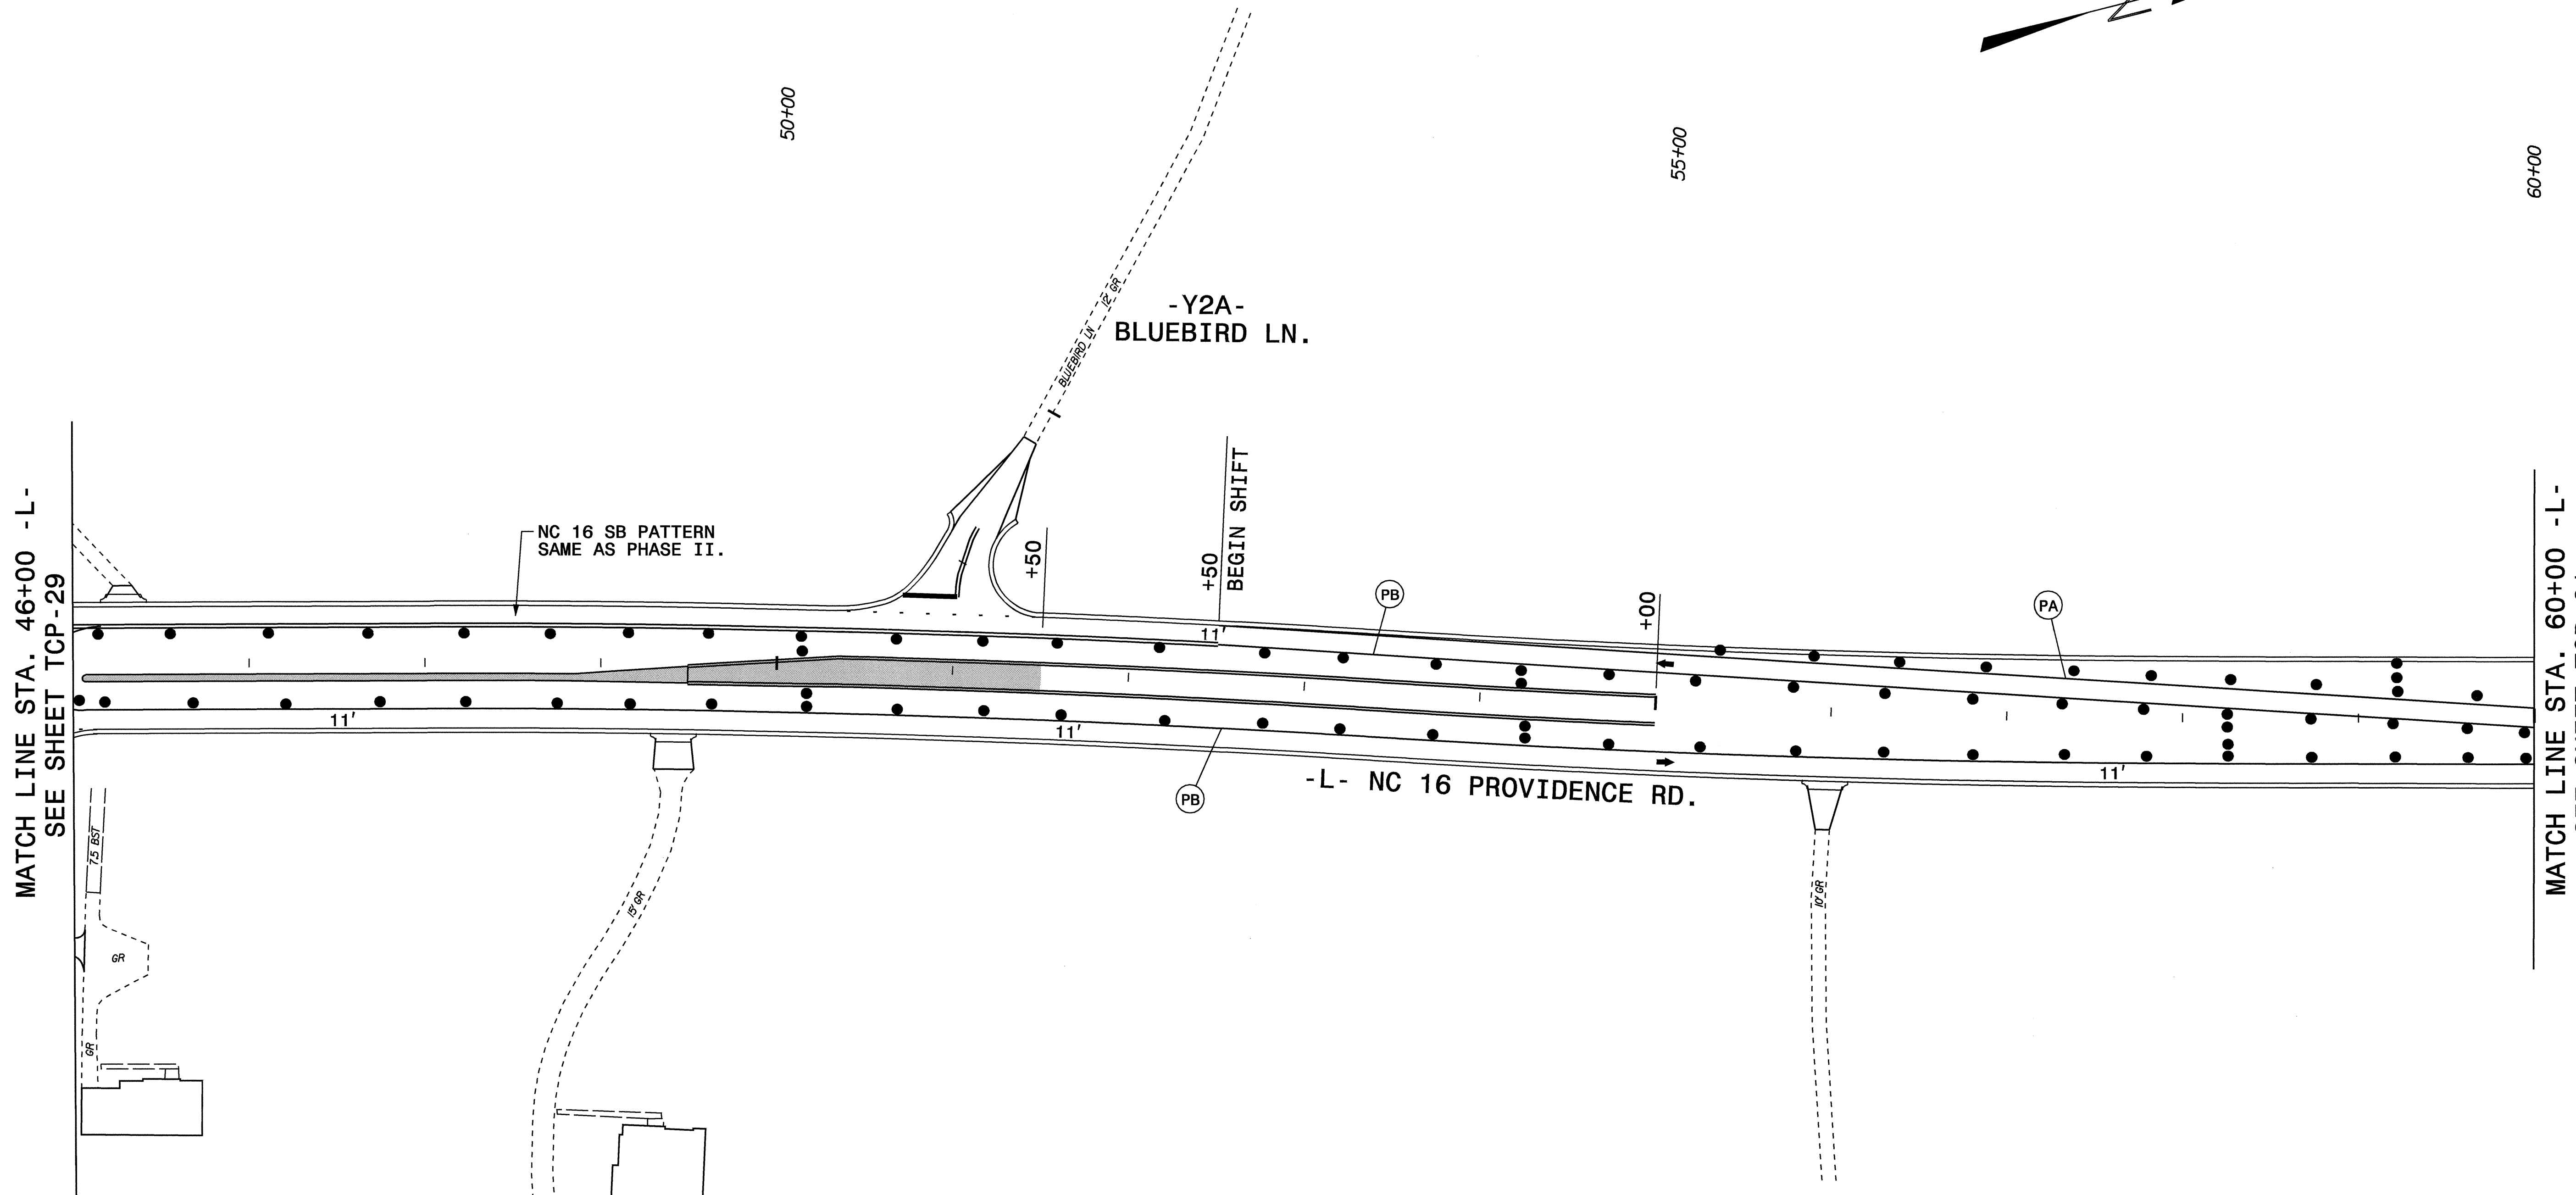 50+00
55+00
60+00
-Y2A-
BLUEBIRD LN.
BLUEBIRD LN 12' GR
MATCH LINE STA. 46+00 -L-
SEE SHEET TCP-29
NC 16 SB PATTERN
SAME AS PHASE II.
+50
+50
BEGIN SHIFT
PB
+00
PA
11'
11'
11'
11'
PB
-L- NC 16 PROVIDENCE RD.
MATCH LINE STA. 60+00 -L-
7.5 BST
15' GR
10' GR
GR
GR